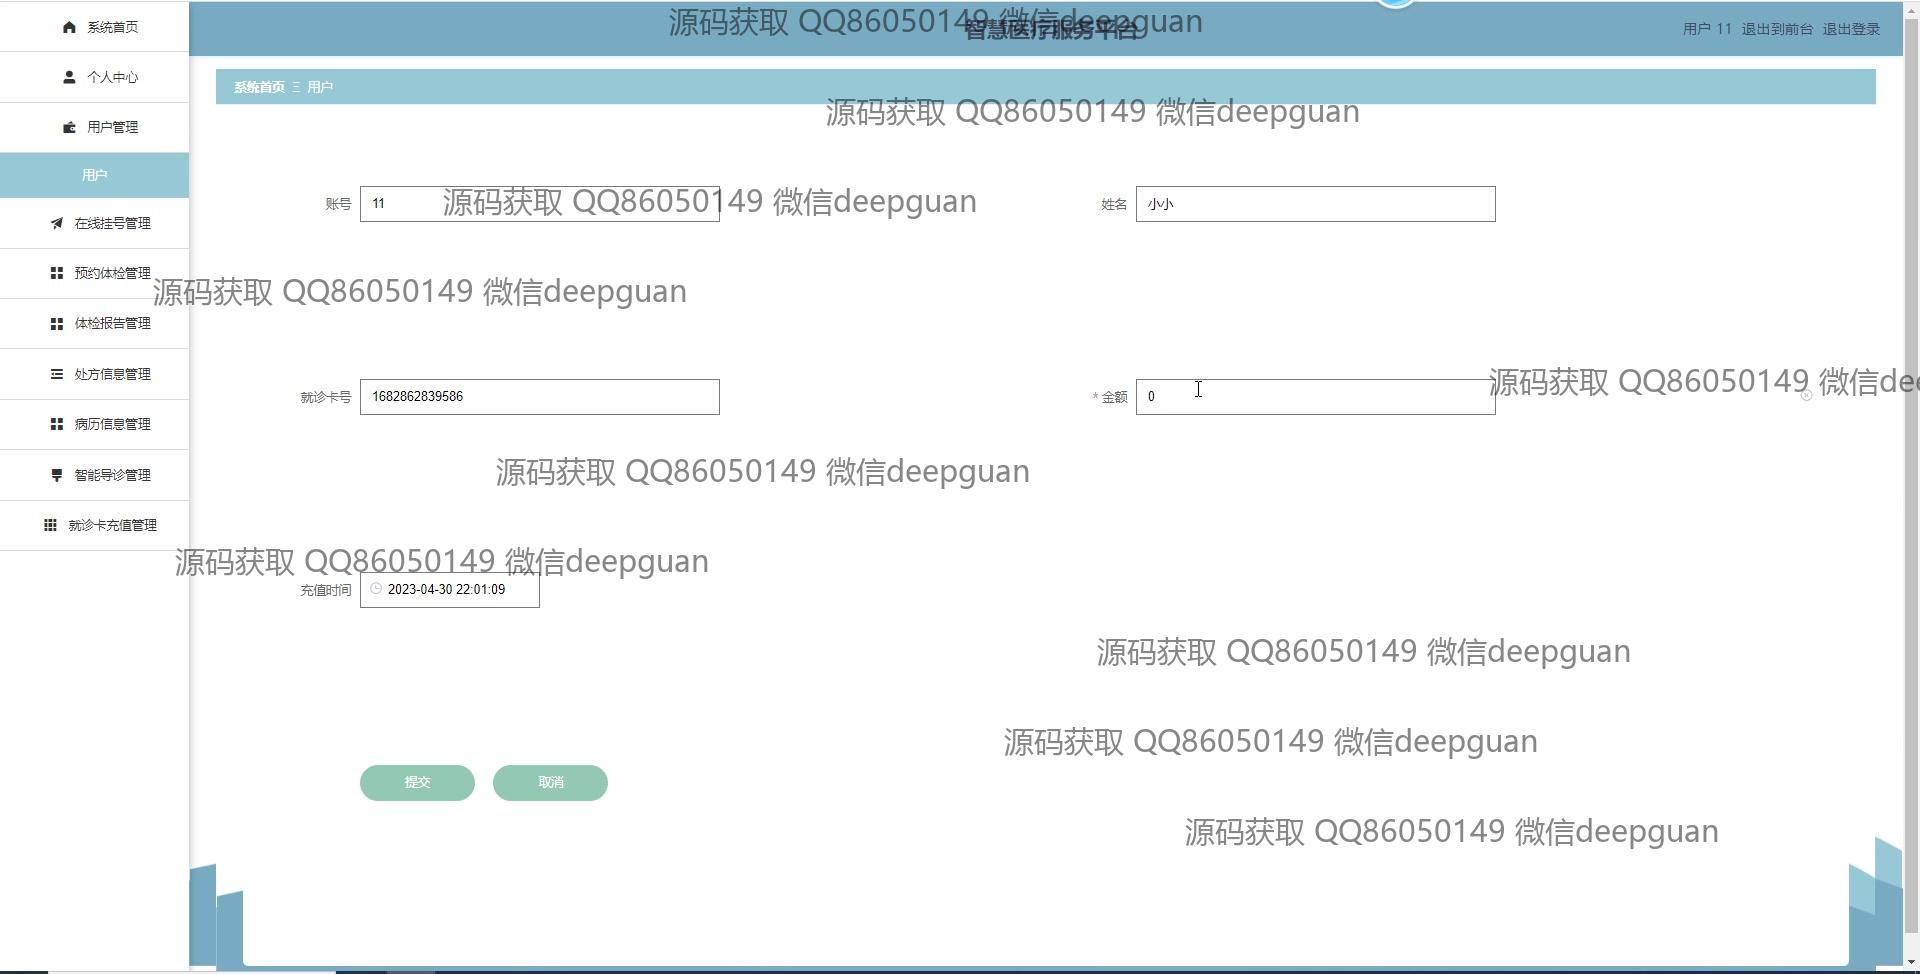 系统首页
个人中心
用户管理
用户
在线挂号管理
预约体检管理
体检报告管理
处方信息管理
病历信息管理
智能导诊管理
就诊卡充值管理
源码获取 QQ86050149 微信deepguan
智慧医疗服务平台
用户 11 退出到前台 退出登录
系统首页 Ξ 用户
源码获取 QQ86050149 微信deepguan
账号 11
源码获取 QQ86050149 微信deepguan
姓名 小小
源码获取 QQ86050149 微信deepguan
就诊卡号 1682862839586
* 金额 0
源码获取 QQ86050149 微信dee
源码获取 QQ86050149 微信deepguan
源码获取 QQ86050149 微信deepguan
充值时间 2023-04-30 22:01:09
源码获取 QQ86050149 微信deepguan
源码获取 QQ86050149 微信deepguan
提交 取消
源码获取 QQ86050149 微信deepguan